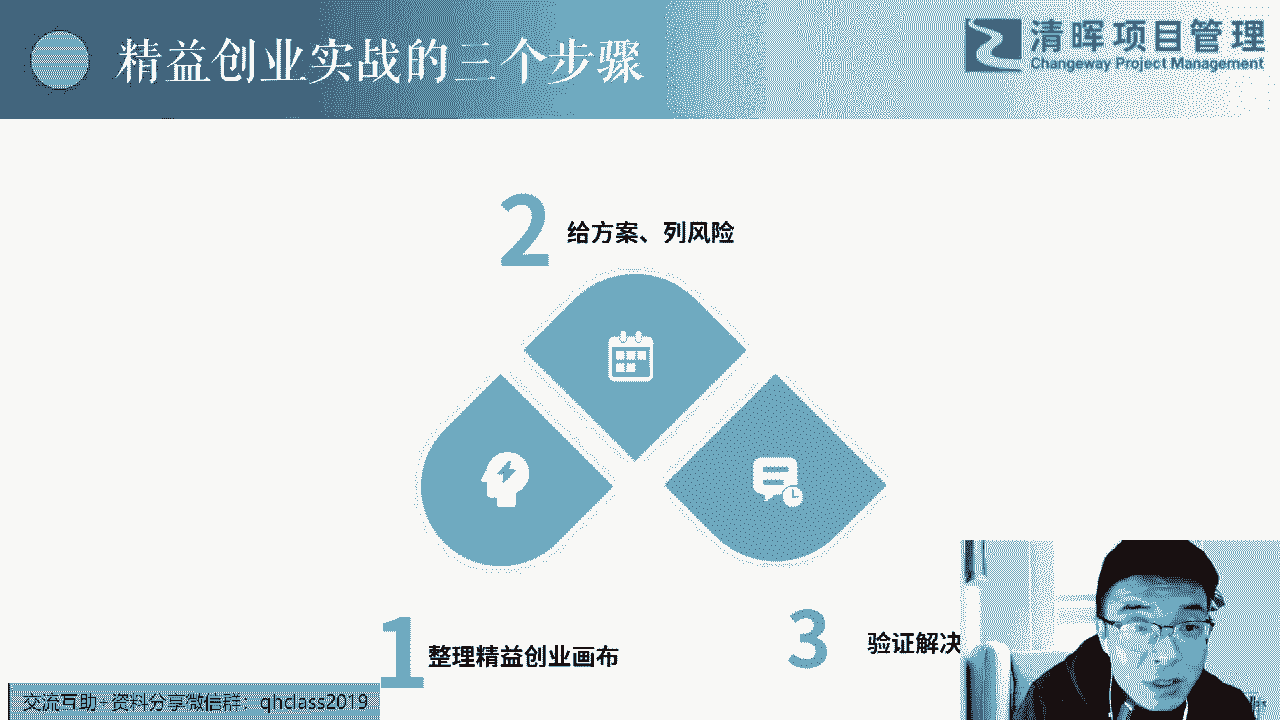 精益创业实战的三个步骤
清晖项目管理
Changeway Project Management
2 给方案、列风险
1 整理精益创业画布
3 验证解决
交流互助+资料分享微信群：qhclass2019